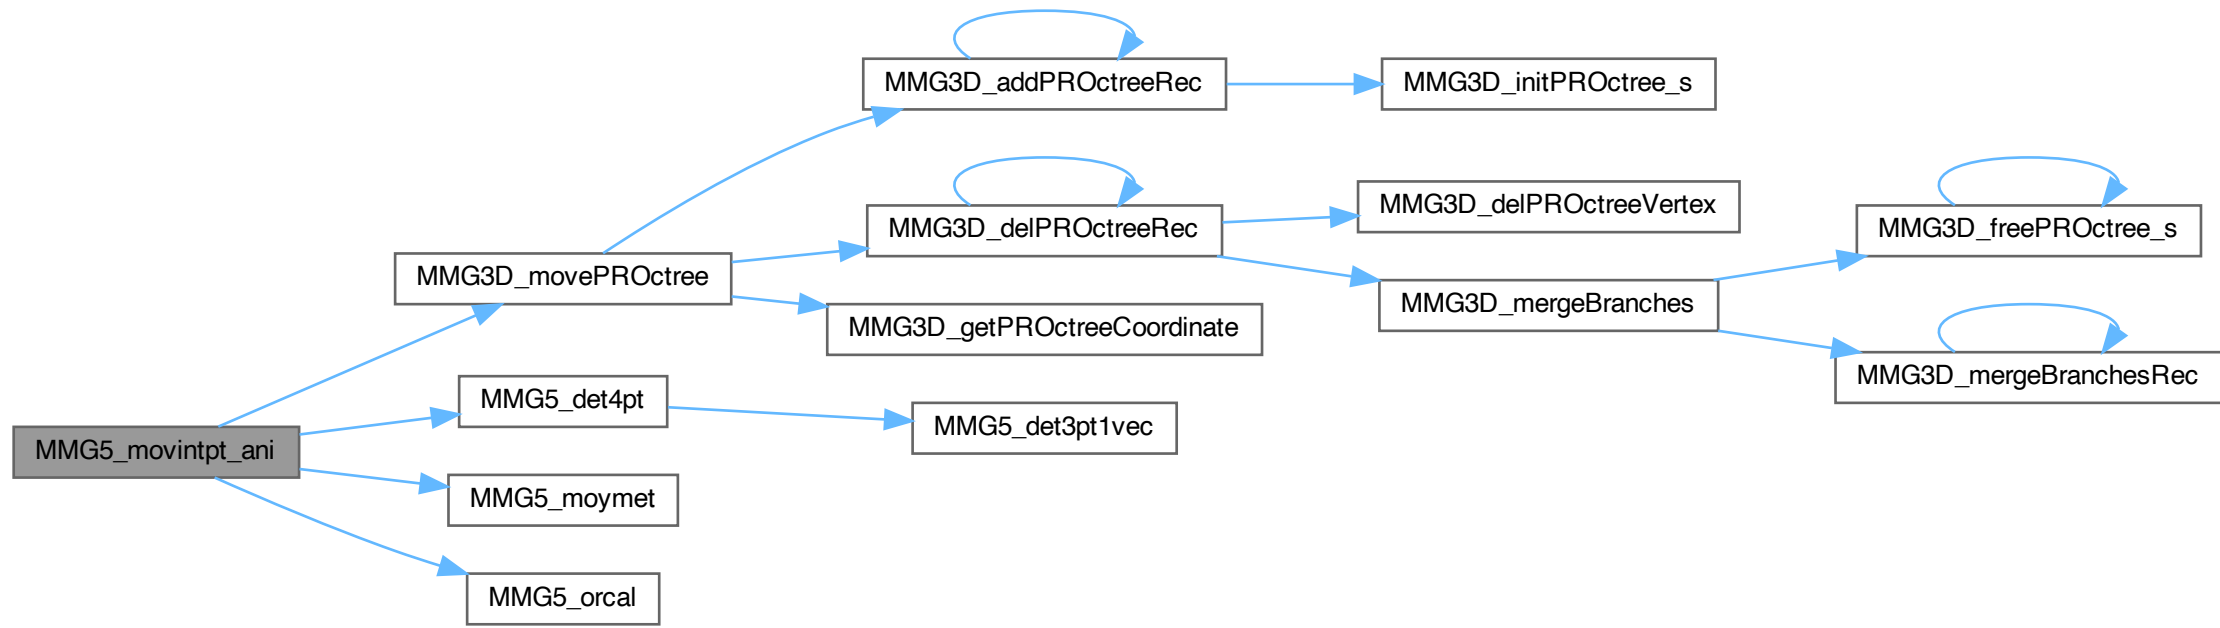 MMG3D_addPROctreeRec
MMG3D_initPROctree_s
MMG3D_delPROctreeVertex
MMG3D_delPROctreeRec
MMG3D_freePROctree_s
MMG3D_movePROctree
MMG3D_mergeBranches
MMG3D_getPROctreeCoordinate
MMG3D_mergeBranchesRec
MMG5_det4pt
MMG5_det3pt1vec
MMG5_movintpt_ani
MMG5_moymet
MMG5_orcal